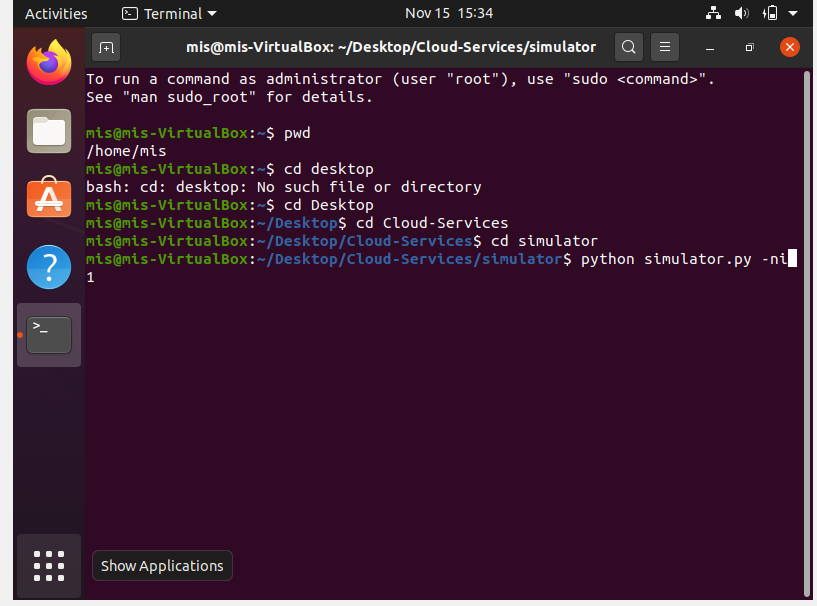 Activities
Terminal
Nov 15 15:34
mis@mis-VirtualBox: ~/Desktop/Cloud-Services/simulator
To run a command as administrator (user "root"), use "sudo <command>".
See "man sudo_root" for details.
mis@mis-VirtualBox:~$ pwd
/home/mis
mis@mis-VirtualBox:~$ cd desktop
bash: cd: desktop: No such file or directory
mis@mis-VirtualBox:~$ cd Desktop
mis@mis-VirtualBox:~/Desktop$ cd Cloud-Services
mis@mis-VirtualBox:~/Desktop/Cloud-Services$ cd simulator
mis@mis-VirtualBox:~/Desktop/Cloud-Services/simulator$ python simulator.py -ni
1
Show Applications